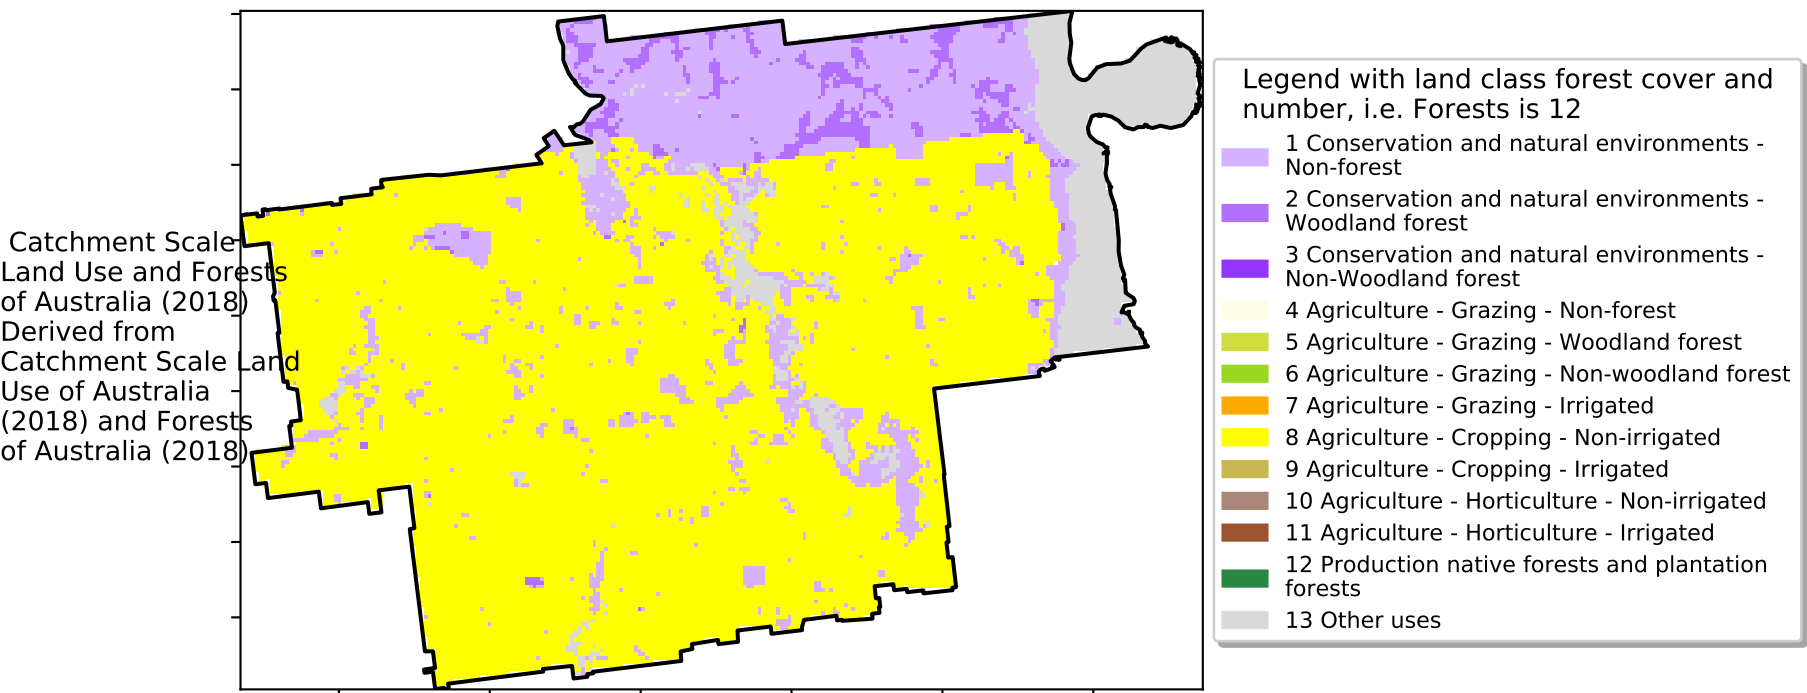 Catchment Scale
Land Use and Forests
of Australia (2018)
Derived from
Catchment Scale Land
Use of Australia
(2018) and Forests
of Australia (2018)
Legend with land class forest cover and
number, i.e. Forests is 12
1 Conservation and natural environments -
Non-forest
2 Conservation and natural environments -
Woodland forest
3 Conservation and natural environments -
Non-Woodland forest
4 Agriculture - Grazing - Non-forest
5 Agriculture - Grazing - Woodland forest
6 Agriculture - Grazing - Non-woodland forest
7 Agriculture - Grazing - Irrigated
8 Agriculture - Cropping - Non-irrigated
9 Agriculture - Cropping - Irrigated
10 Agriculture - Horticulture - Non-irrigated
11 Agriculture - Horticulture - Irrigated
12 Production native forests and plantation
forests
13 Other uses